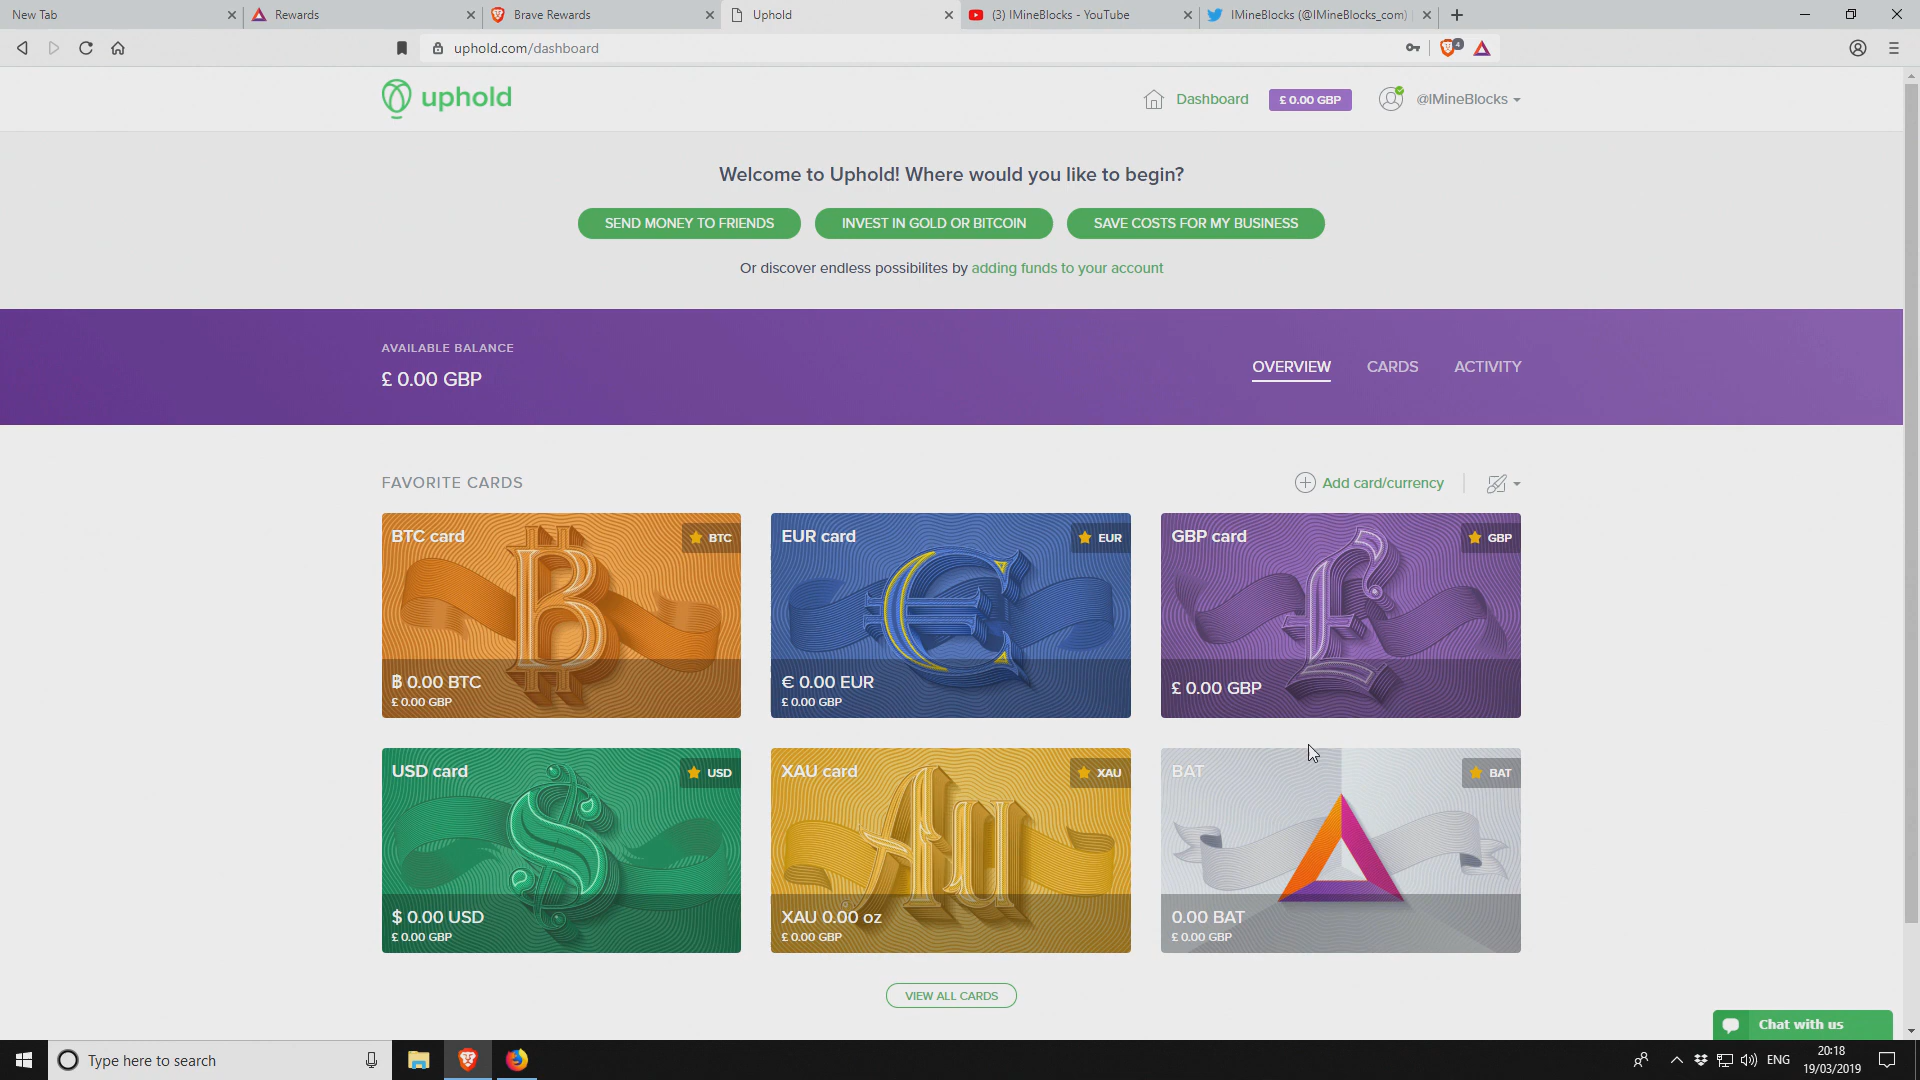 New Tab
Rewards
Brave Rewards
Uphold
(3) IMineBlocks - YouTube
IMineBlocks (@IMineBlocks_com)
uphold.com/dashboard
4
uphold
Dashboard
£ 0.00 GBP
@IMineBlocks
Welcome to Uphold! Where would you like to begin?
SEND MONEY TO FRIENDS
INVEST IN GOLD OR BITCOIN
SAVE COSTS FOR MY BUSINESS
Or discover endless possibilites by adding funds to your account
AVAILABLE BALANCE
£ 0.00 GBP
OVERVIEW
CARDS
ACTIVITY
FAVORITE CARDS
Add card/currency
BTC card
BTC
₿ 0.00 BTC
£ 0.00 GBP
EUR card
EUR
€ 0.00 EUR
£ 0.00 GBP
GBP card
GBP
£ 0.00 GBP
USD card
USD
$ 0.00 USD
£ 0.00 GBP
XAU card
XAU
Au
XAU 0.00 oz
£ 0.00 GBP
BAT
BAT
0.00 BAT
£ 0.00 GBP
VIEW ALL CARDS
Chat with us
Type here to search
ENG
20:18
19/03/2019